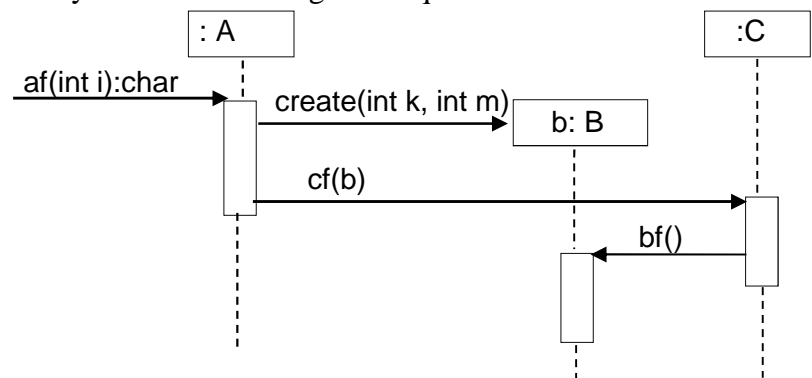 : A
:C
af(int i):char
create(int k, int m)
b: B
cf(b)
bf()